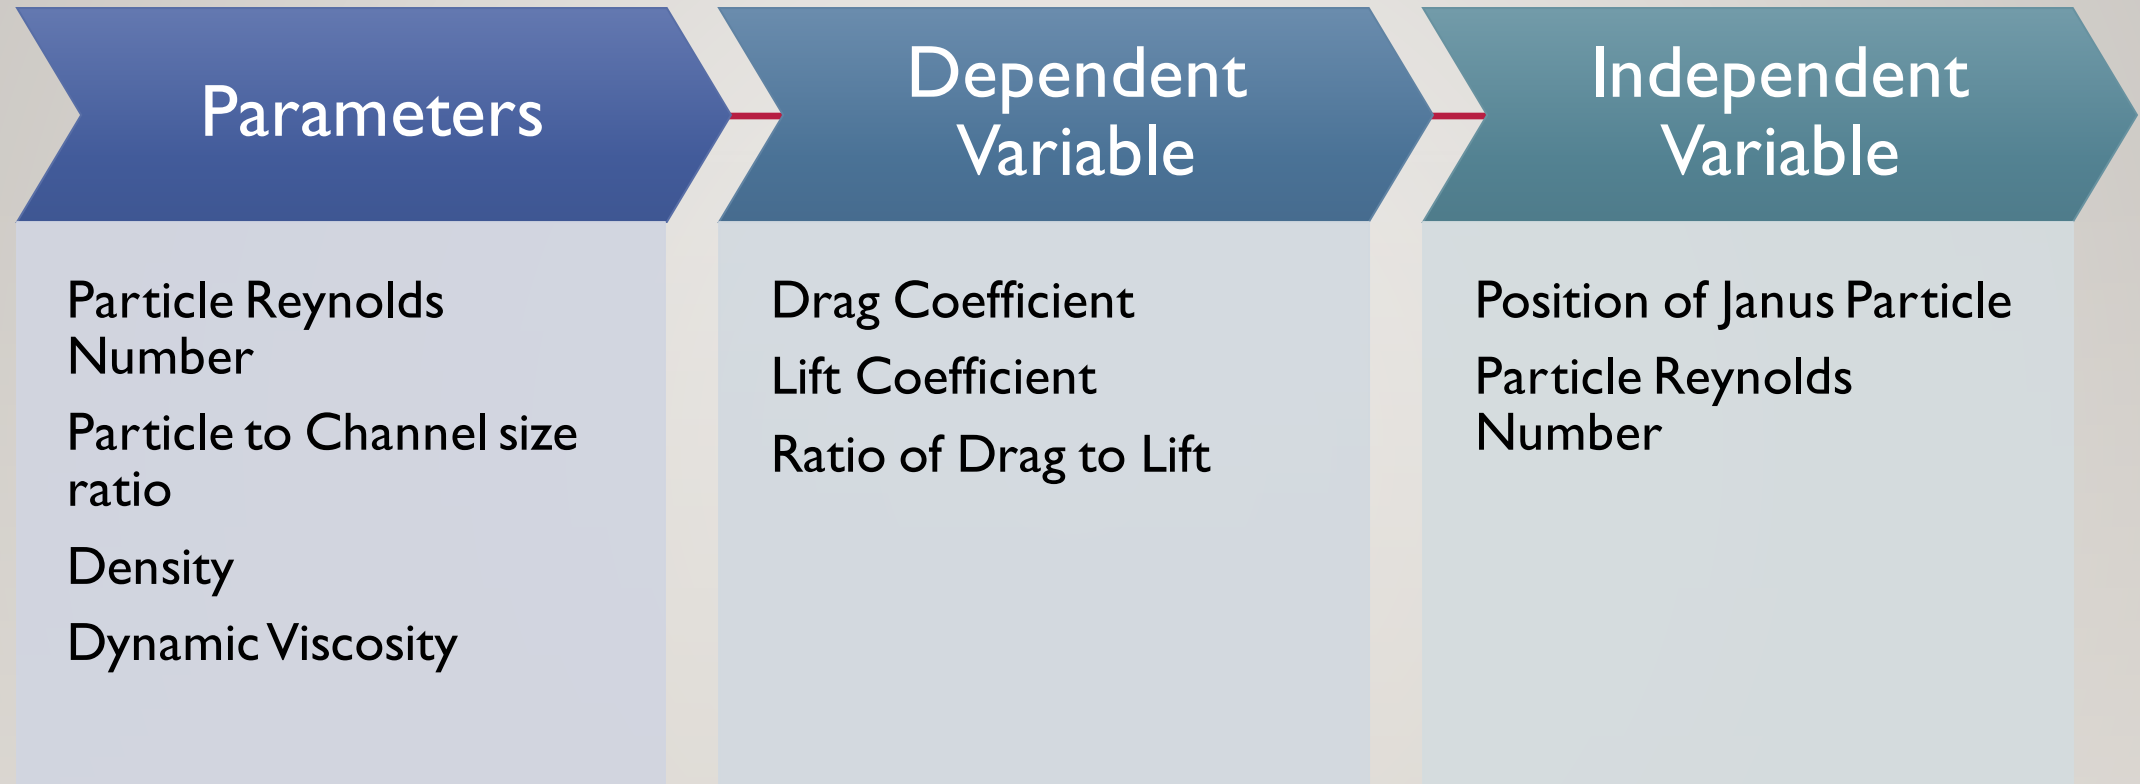 Parameters
Particle Reynolds
Number
Particle to Channel size
ratio
Density
Dynamic Viscosity
Dependent
Variable
Drag Coefficient
Lift Coefficient
Ratio of Drag to Lift
Independent
Variable
Position of Janus Particle
Particle Reynolds
Number